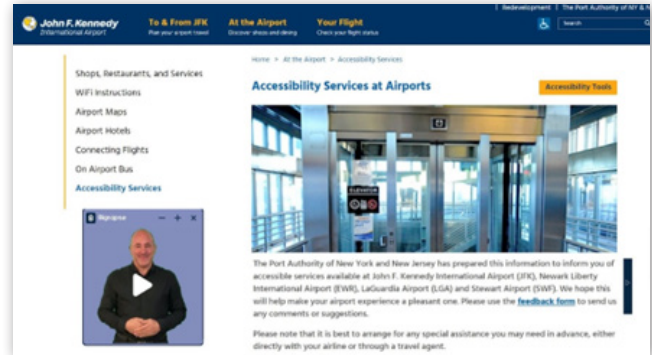 Redevelopment | The Port Authority of NY &
John F. Kennedy
International Airport
To & From JFK
Plan your airport travel
At the Airport
Discover shops and dining
Your Flight
Check your flight status
Search
Home > At the Airport > Accessibility Services
Shops, Restaurants, and Services
WiFi Instructions
Airport Maps
Airport Hotels
Connecting Flights
On Airport Bus
Accessibility Services
Accessibility Services at Airports
Accessibility Tools
ELEVATOR
The Port Authority of New York and New Jersey has prepared this information to inform you of
accessible services available at John F. Kennedy International Airport (JFK), Newark Liberty
International Airport (EWR), LaGuardia Airport (LGA) and Stewart Airport (SWF). We hope this
will help make your airport experience a pleasant one. Please use the feedback form to send us
any comments or suggestions.
Please note that it is best to arrange for any special assistance you may need in advance, either
directly with your airline or through a travel agent.